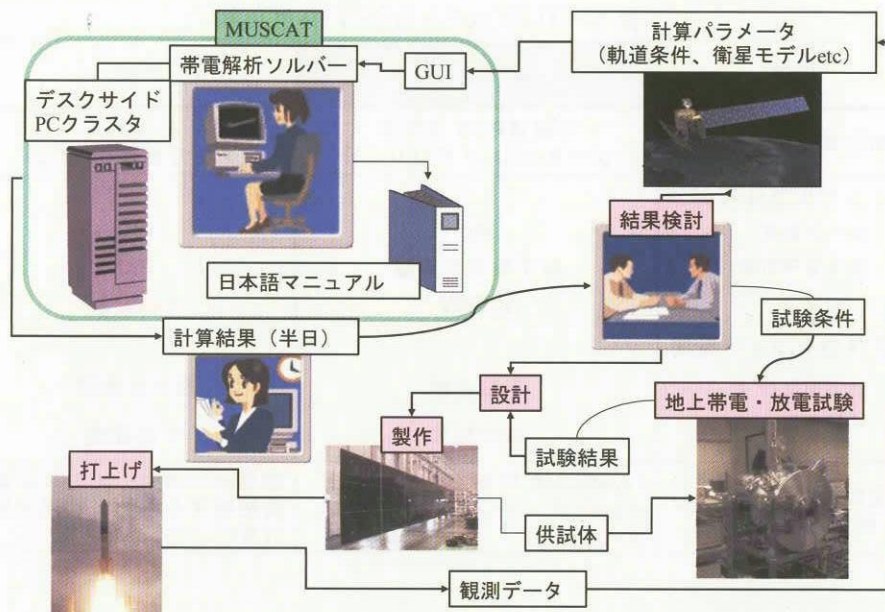 MUSCAT
帯電解析ソルバー
GUI
計算パラメータ
（軌道条件、衛星モデルetc）
デスクサイド
PCクラスタ
日本語マニュアル
結果検討
計算結果（半日）
試験条件
設計
地上帯電・放電試験
製作
試験結果
打上げ
供試体
観測データ